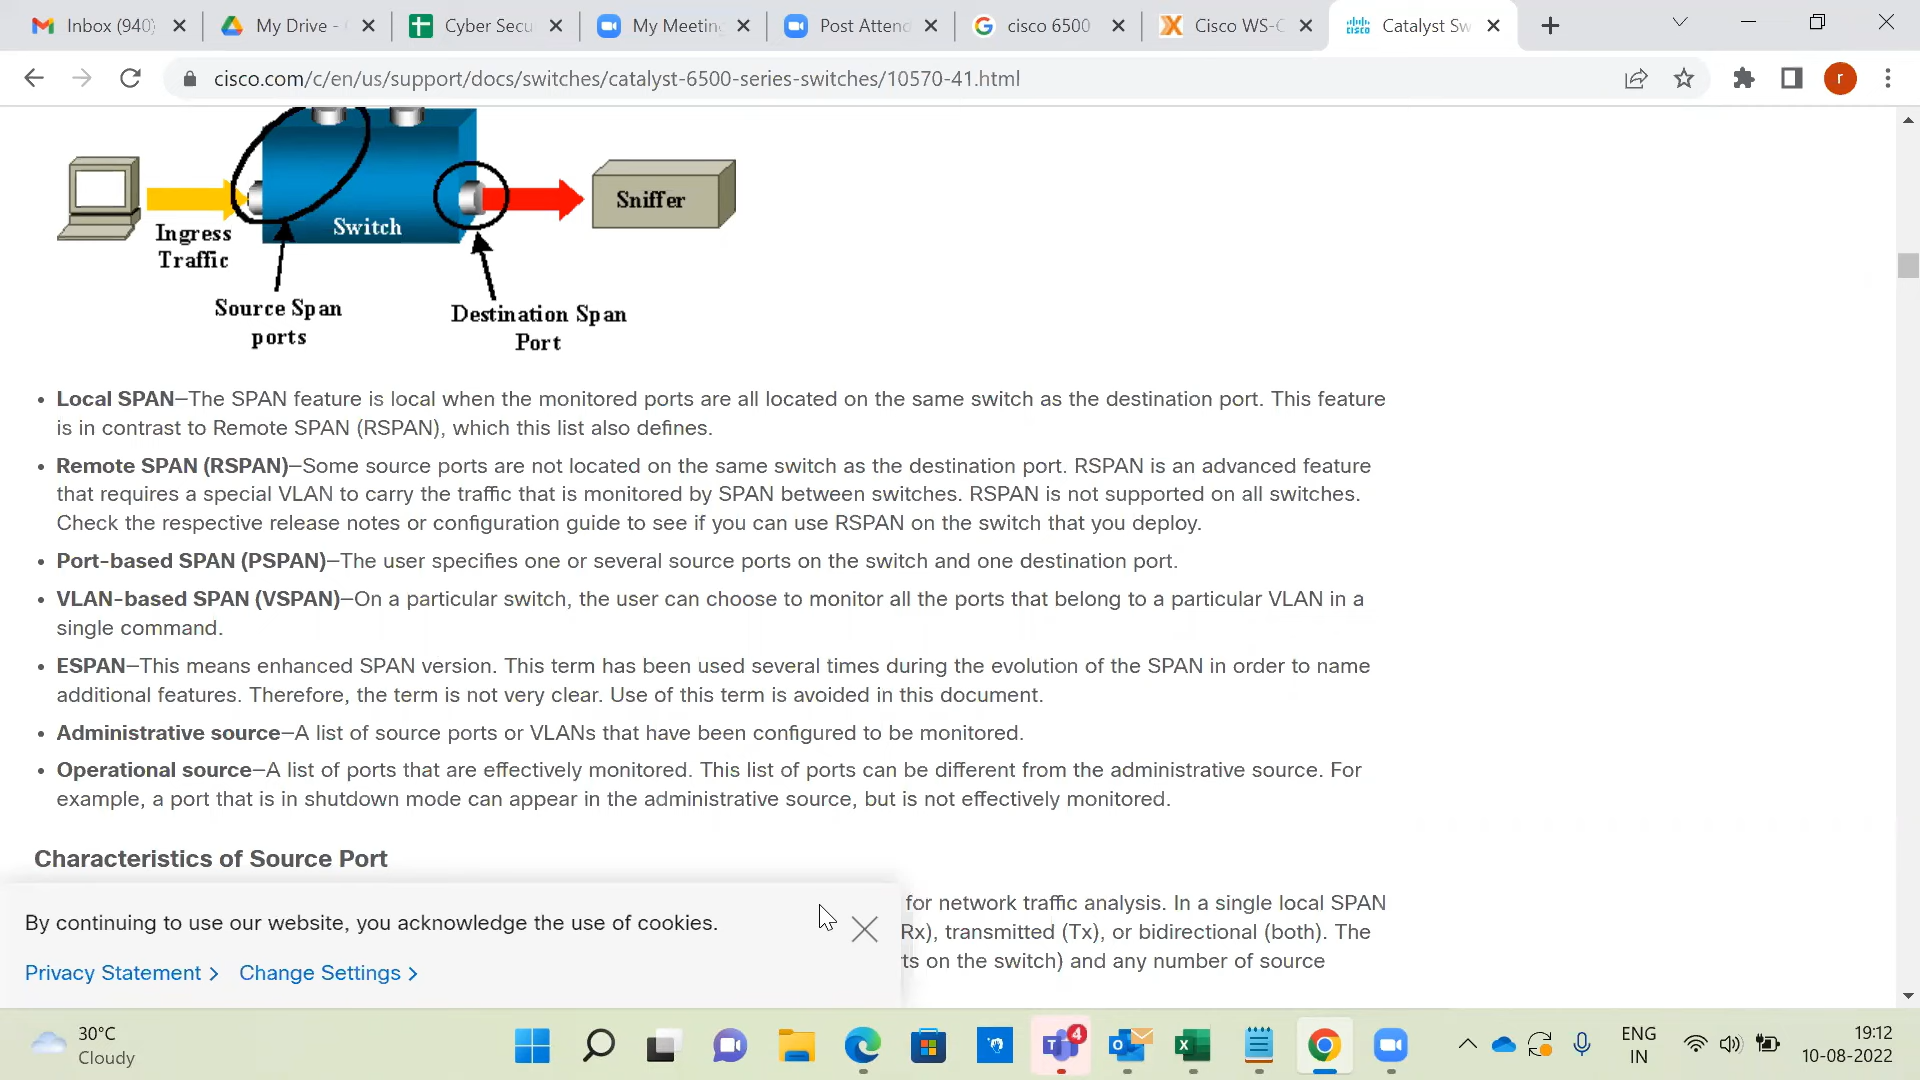 Inbox (940)
My Drive -
Cyber Secu
My Meeting
Post Attend
cisco 6500
Cisco WS-C
Catalyst Sw
cisco.com/c/en/us/support/docs/switches/catalyst-6500-series-switches/10570-41.html
r
Sniffer
Switch
Ingress
Traffic
Source Span
ports
Destination Span
Port
• Local SPAN—The SPAN feature is local when the monitored ports are all located on the same switch as the destination port. This feature
is in contrast to Remote SPAN (RSPAN), which this list also defines.
• Remote SPAN (RSPAN)—Some source ports are not located on the same switch as the destination port. RSPAN is an advanced feature
that requires a special VLAN to carry the traffic that is monitored by SPAN between switches. RSPAN is not supported on all switches.
Check the respective release notes or configuration guide to see if you can use RSPAN on the switch that you deploy.
• Port-based SPAN (PSPAN)—The user specifies one or several source ports on the switch and one destination port.
• VLAN-based SPAN (VSPAN)—On a particular switch, the user can choose to monitor all the ports that belong to a particular VLAN in a
single command.
• ESPAN—This means enhanced SPAN version. This term has been used several times during the evolution of the SPAN in order to name
additional features. Therefore, the term is not very clear. Use of this term is avoided in this document.
• Administrative source—A list of source ports or VLANs that have been configured to be monitored.
• Operational source—A list of ports that are effectively monitored. This list of ports can be different from the administrative source. For
example, a port that is in shutdown mode can appear in the administrative source, but is not effectively monitored.
Characteristics of Source Port
for network traffic analysis. In a single local SPAN
Rx), transmitted (Tx), or bidirectional (both). The
ts on the switch) and any number of source
By continuing to use our website, you acknowledge the use of cookies.
Privacy Statement >
Change Settings >
30°C
Cloudy
4
ENG
IN
19:12
10-08-2022